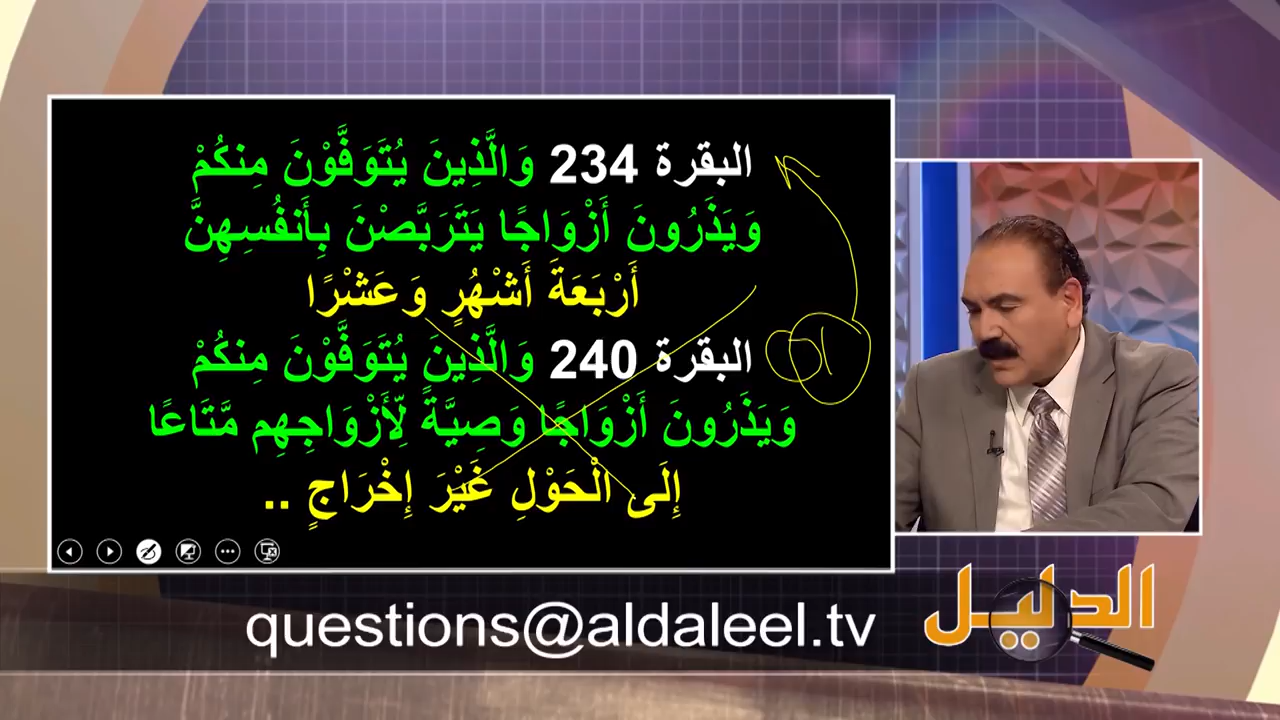 البقرة 234 وَالَّذِينَ يُتَوَفَّوْنَ مِنكُمْ
وَيَذَرُونَ أَزْوَاجًا يَتَرَبَّصْنَ بِأَنفُسِهِنَّ
أَرْبَعَةَ أَشْهُرٍ وَعَشْرًا
البقرة 240 وَالَّذِينَ يُتَوَفَّوْنَ مِنكُمْ
وَيَذَرُونَ أَزْوَاجًا وَصِيَّةً لِّأَزْوَاجِهِم مَّتَاعًا
إِلَى الْحَوْلِ غَيْرَ إِخْرَاجٍ ..
questions@aldaleel.tv
الدليل